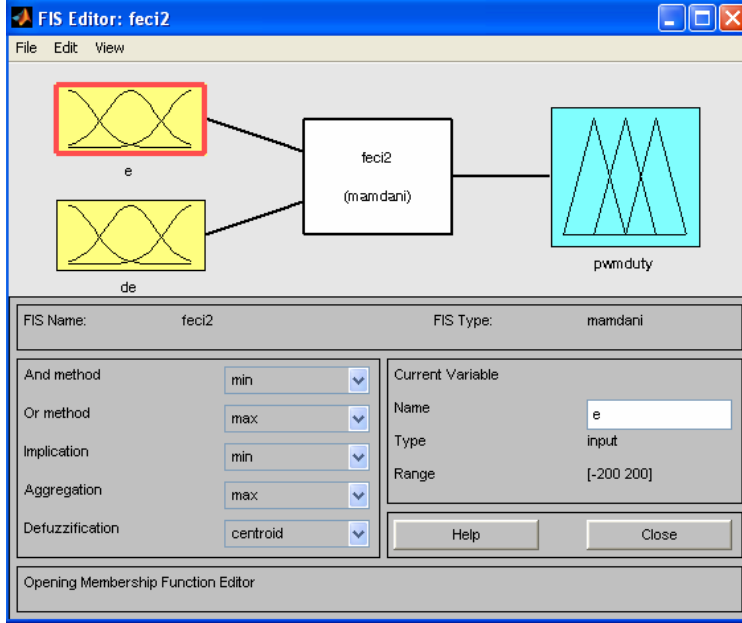 FIS Editor: feci2
File Edit View
e
de
feci2
(mamdani)
pwmduty
FIS Name: feci2 FIS Type: mamdani
And method min
Or method max
Implication min
Aggregation max
Defuzzification centroid
Current Variable
Name e
Type input
Range [-200 200]
Help Close
Opening Membership Function Editor